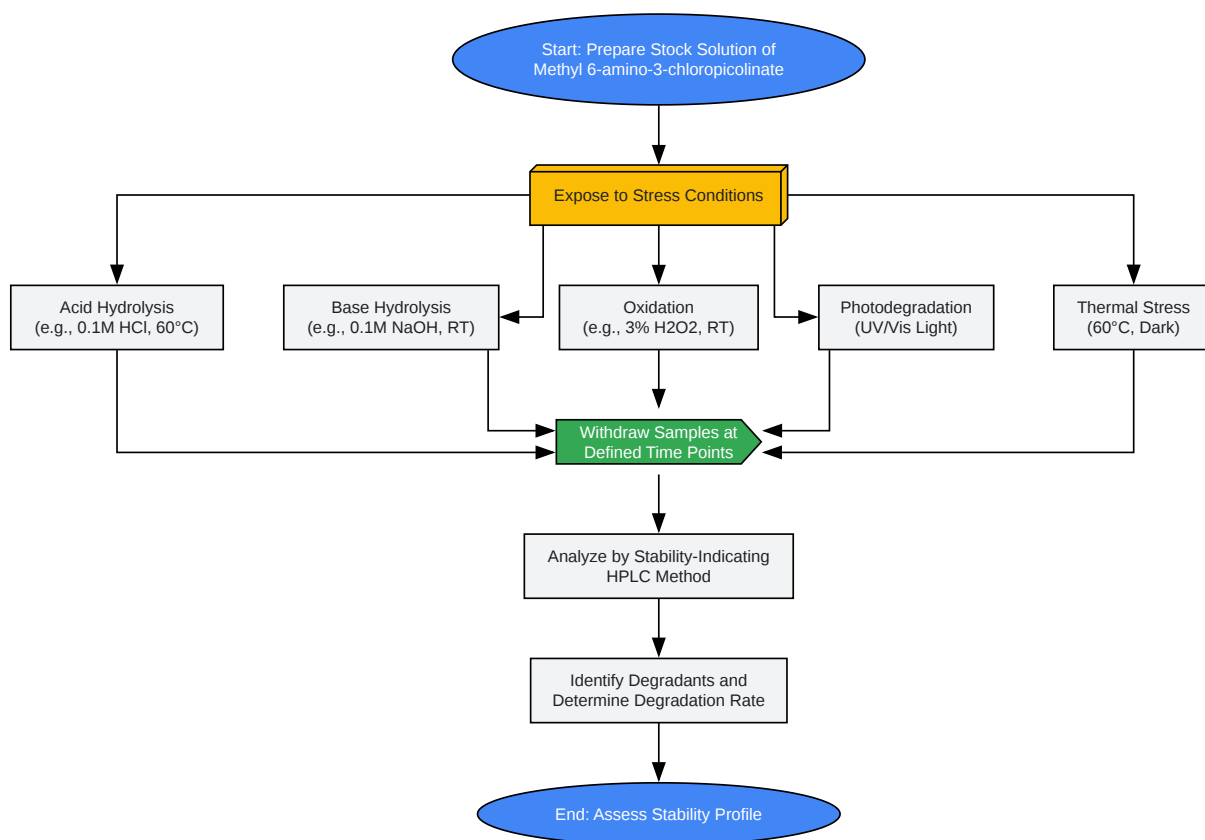 Start: Prepare Stock Solution of
Methyl 6-amino-3-chloropicolinate
Expose to Stress Conditions
Acid Hydrolysis
(e.g., 0.1M HCl, 60°C)
Base Hydrolysis
(e.g., 0.1M NaOH, RT)
Oxidation
(e.g., 3% H2O2, RT)
Photodegradation
(UV/Vis Light)
Thermal Stress
(60°C, Dark)
Withdraw Samples at
Defined Time Points
Analyze by Stability-Indicating
HPLC Method
Identify Degradants and
Determine Degradation Rate
End: Assess Stability Profile